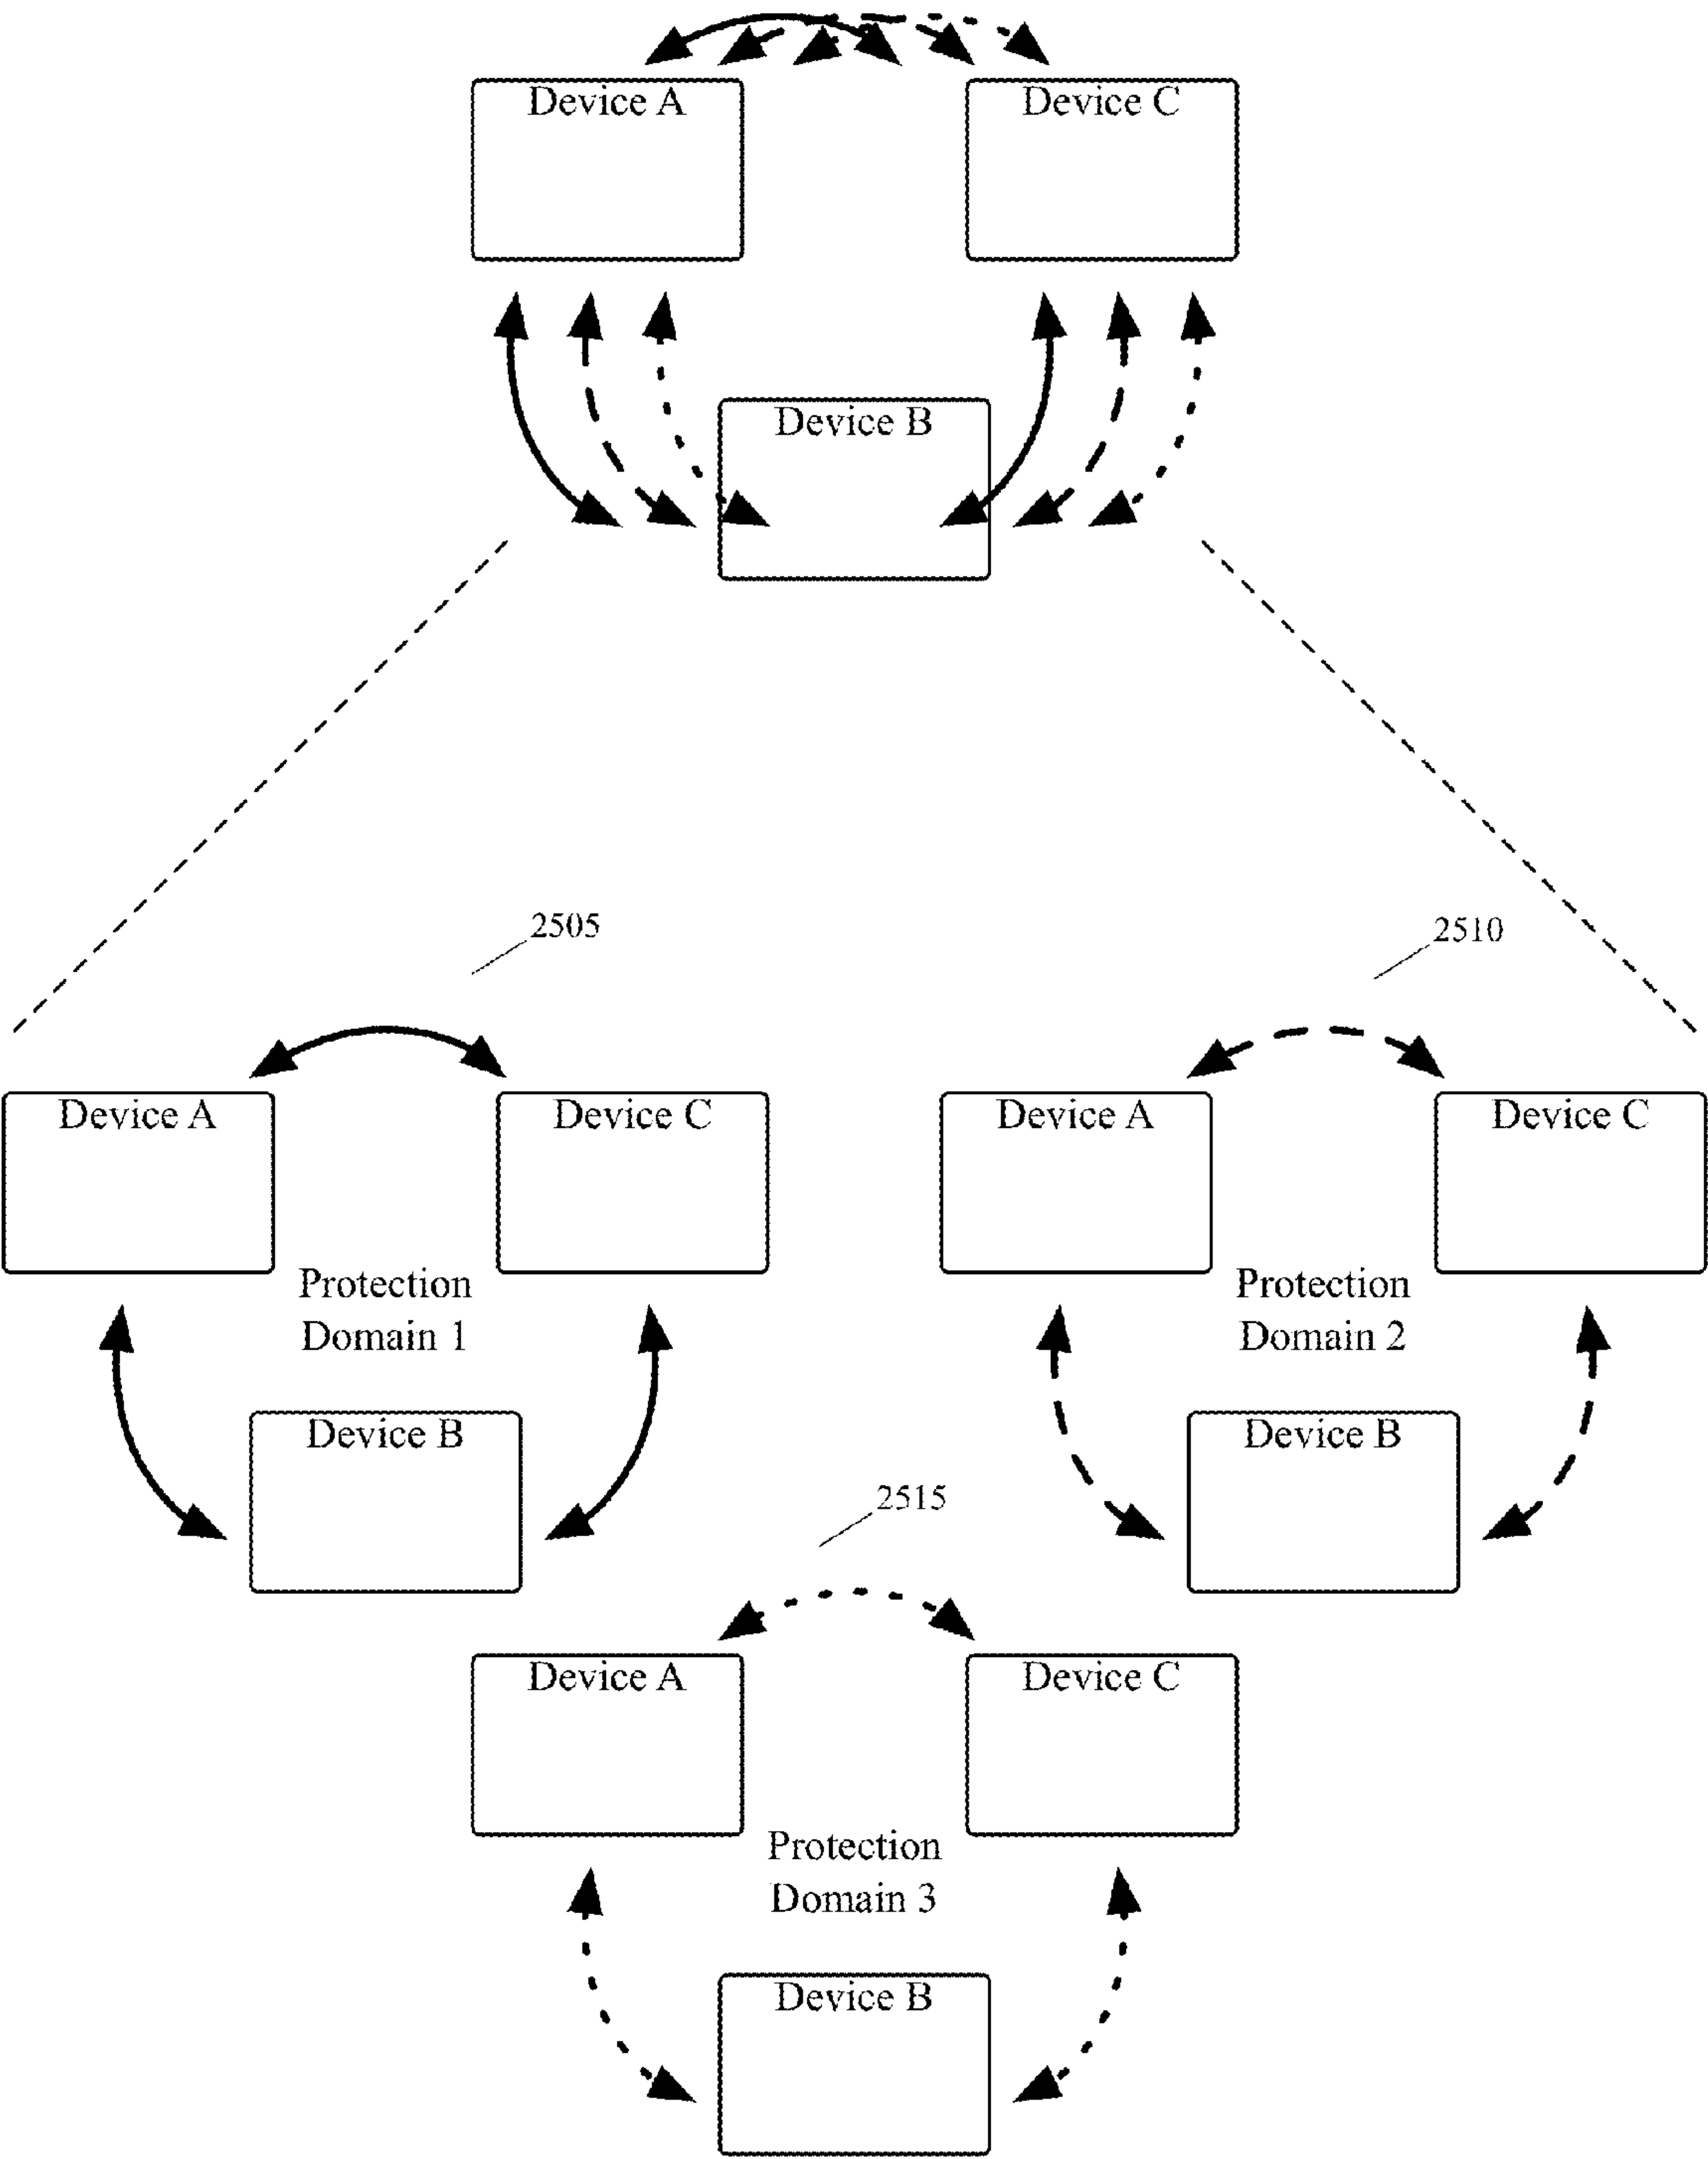 Device A
Device C
Device B
2505
2510
Device A
Device C
Device A
Device C
Protection
Domain 1
Protection
Domain 2
Device B
Device B
2515
Device A
Device C
Protection
Domain 3
Device B